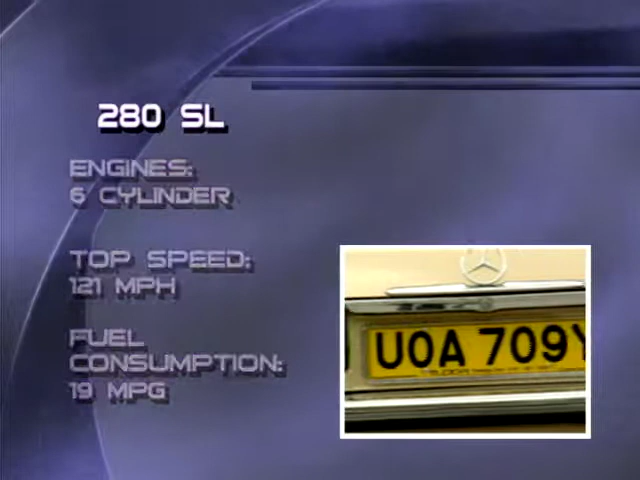 280 SL
ENGINES:
6 CYLINDER
TOP SPEED:
121 MPH
FUEL
CONSUMPTION:
19 MPG
UOA 709Y